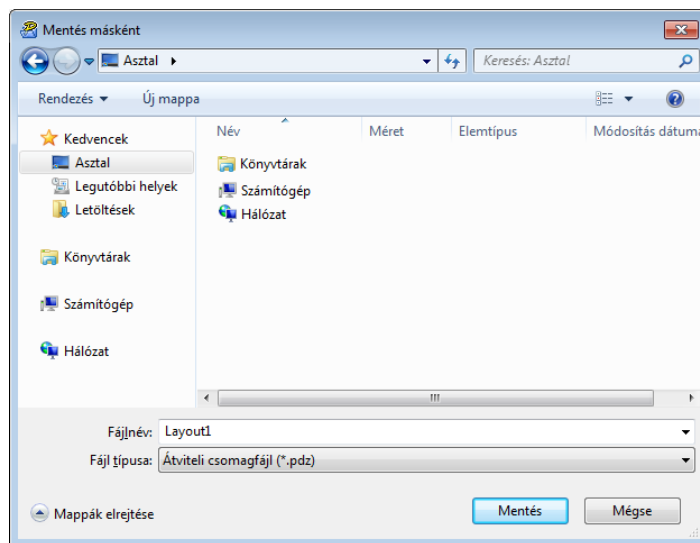 Mentés másként
Asztal
Keresés: Asztal
Rendezés
Új mappa
Kedvencek
Asztal
Legutóbbi helyek
Letöltések
Könyvtárak
Számítógép
Hálózat
Név Méret Elemtípus Módosítás dátuma
Könyvtárak
Számítógép
Hálózat
Fájlnév: Layout1
Fájl típusa: Átviteli csomagfájl (*.pdz)
Mappák elrejtése
Mentés
Mégse